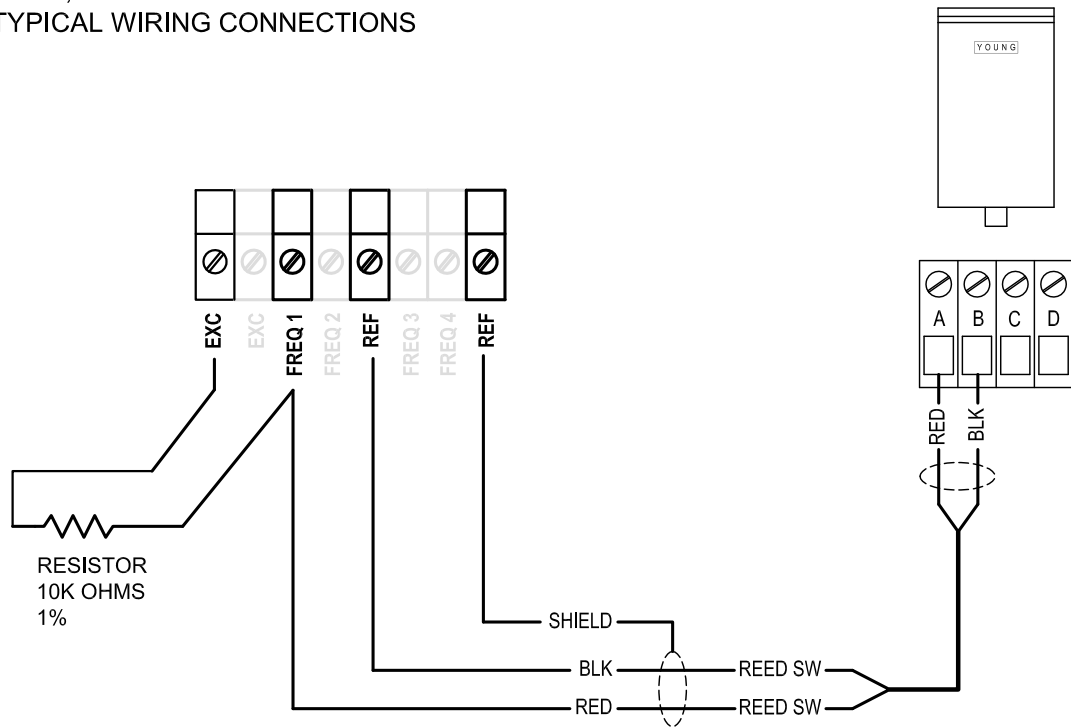 TYPICAL WIRING CONNECTIONS
YOUNG
EXC
EXC
FREQ 1
FREQ 2
REF
FREQ 3
FREQ 4
REF
A B C D
RED
BLK
RESISTOR
10K OHMS
1%
SHIELD
BLK REED SW
RED REED SW